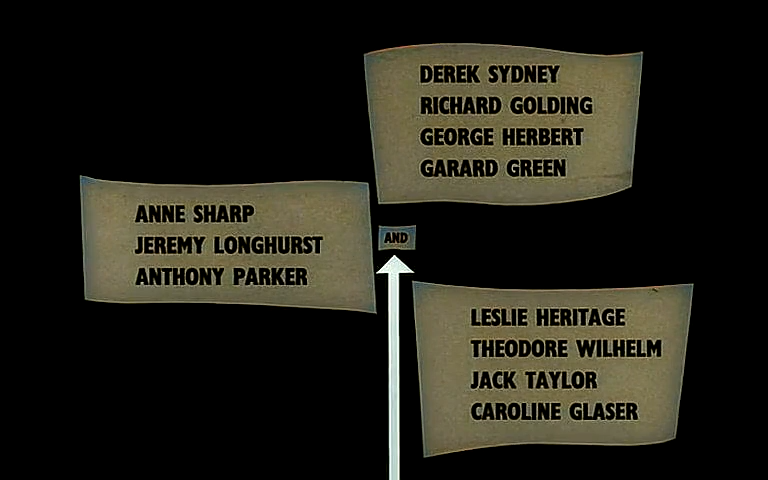 DEREK SYDNEY
RICHARD GOLDING
GEORGE HERBERT
GARARD GREEN
ANNE SHARP
JEREMY LONGHURST
ANTHONY PARKER
AND
LESLIE HERITAGE
THEODORE WILHELM
JACK TAYLOR
CAROLINE GLASER